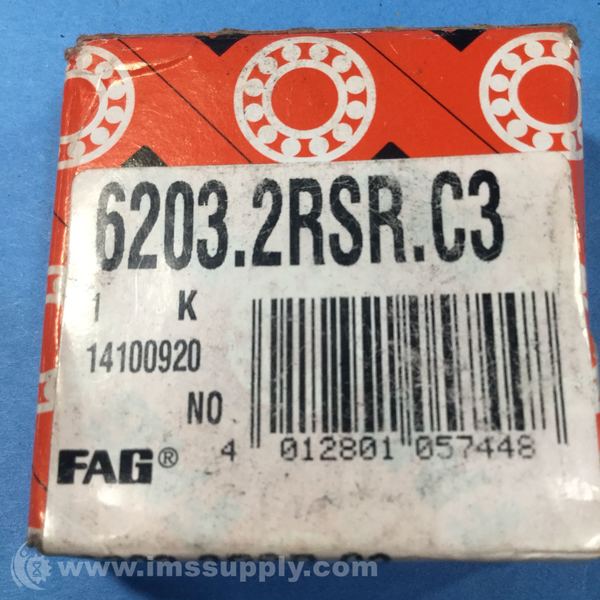 6203.2RSR.C3
1 K
14100920
NO
4 012801 057448
FAG®
www.imssupply.com